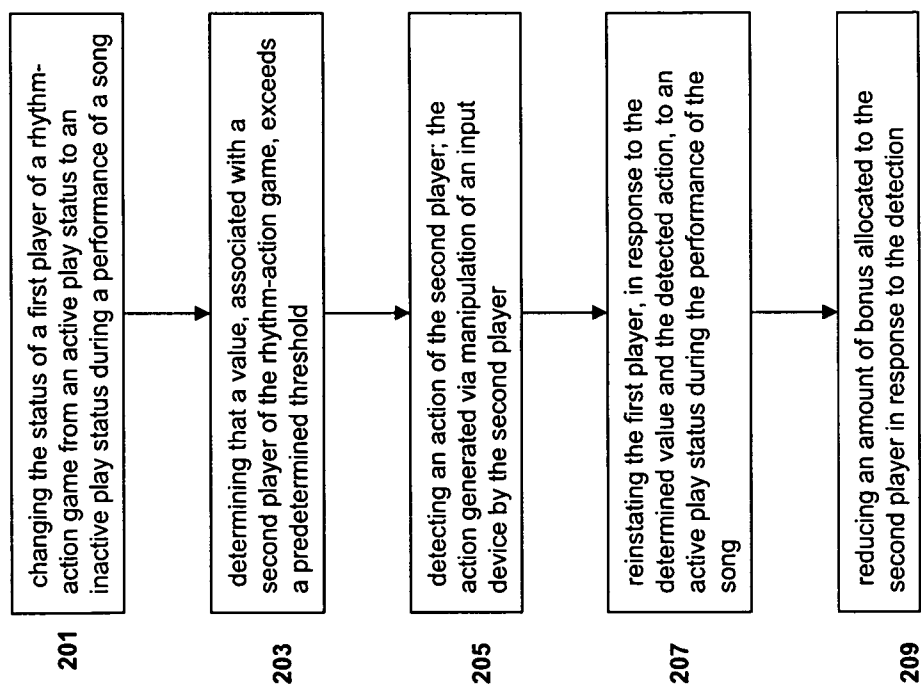 201
changing the status of a first player of a rhythm-
action game from an active play status to an
inactive play status during a performance of a song
203
determining that a value, associated with a
second player of the rhythm-action game, exceeds
a predetermined threshold
205
detecting an action of the second player; the
action generated via manipulation of an input
device by the second player
207
reinstating the first player, in response to the
determined value and the detected action, to an
active play status during the performance of the
song
209
reducing an amount of bonus allocated to the
second player in response to the detection